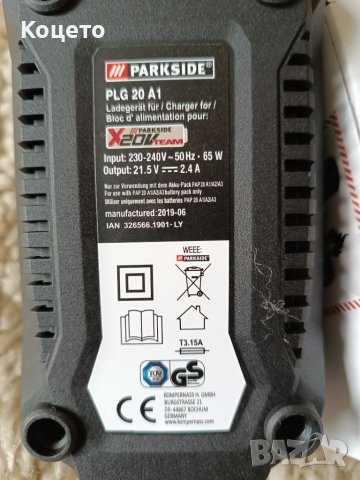 Коцето
/// PARKSIDE®
PLG 20 A1
Ladegerät für / Charger for /
Bloc d' alimentation pour:
/// PARKSIDE
X20V TEAM
Input: 230-240V ~ 50Hz • 65 W
Output: 21.5 V ⎓ 2.4 A
Nur zur Verwendung mit dem Akku-Pack PAP 20 A1/A2/A3
For use with PAP 20 A1/A2/A3 battery pack only
Utiliser uniquement avec les batteries PAP 20 A1/A2/A3
manufactured: 2019-06
IAN 326566_1901 - LY
WEEE:
/// PARKSIDE®
T3.15A
TÜV
GS
CE
KOMPERNASS H. GMBH
BURGSTRASSE 21
DE-44867 BOCHUM
GERMANY
www.kompernass.com
BAZAR